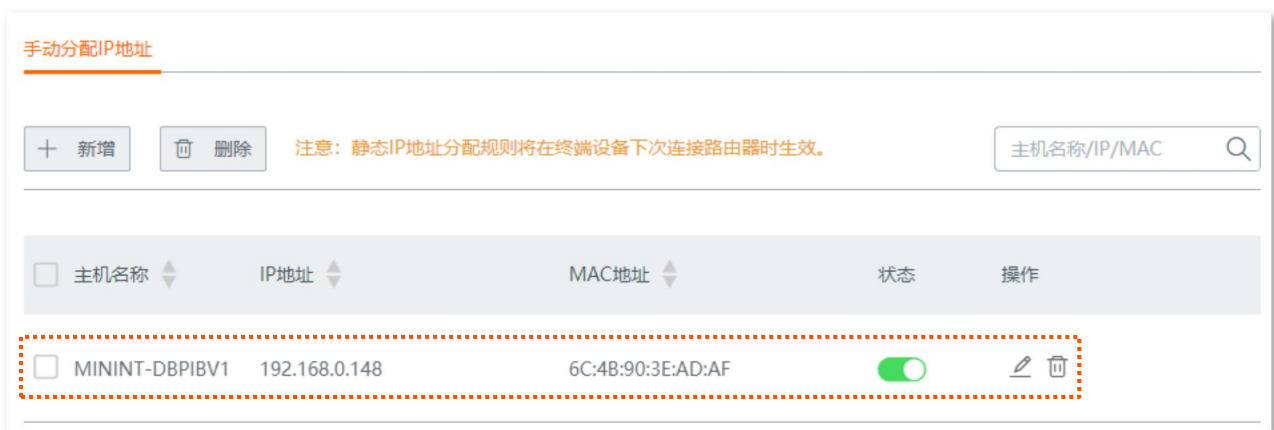 手动分配IP地址
新增 删除 注意：静态IP地址分配规则将在终端设备下次连接路由器时生效。 主机名称/IP/MAC
主机名称 IP地址 MAC地址 状态 操作
MININT-DBPIBV1 192.168.0.148 6C:4B:90:3E:AD:AF